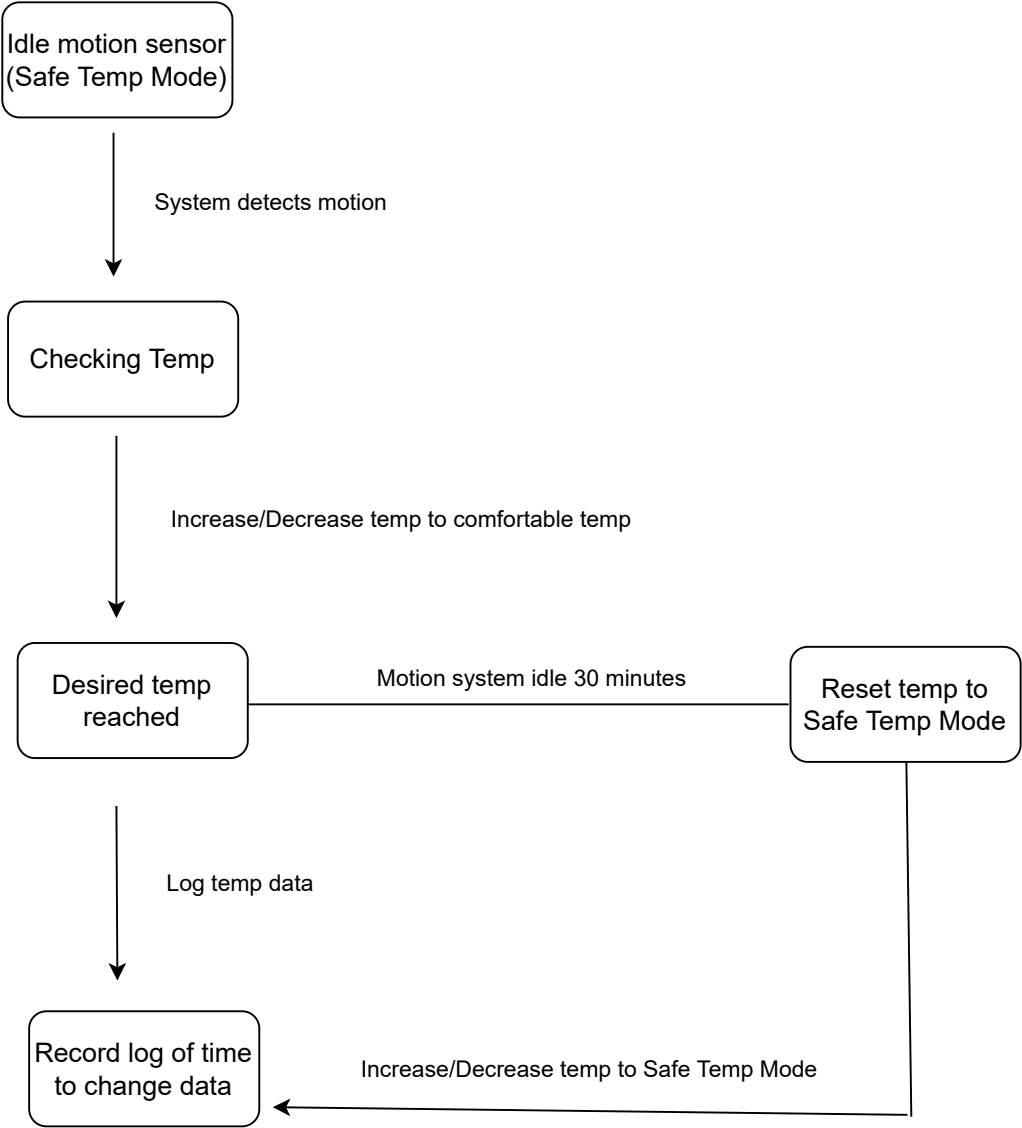 Idle motion sensor
(Safe Temp Mode)
System detects motion
Checking Temp
Increase/Decrease temp to comfortable temp
Desired temp
reached
Motion system idle 30 minutes
Reset temp to
Safe Temp Mode
Log temp data
Record log of time
to change data
Increase/Decrease temp to Safe Temp Mode